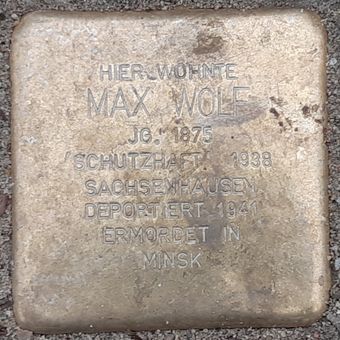 HIER WOHNTE
MAX WOLF
JG. 1875
'SCHUTZHAFT' 1938
SACHSENHAUSEN
DEPORTIERT 1941
ERMORDET IN
MINSK